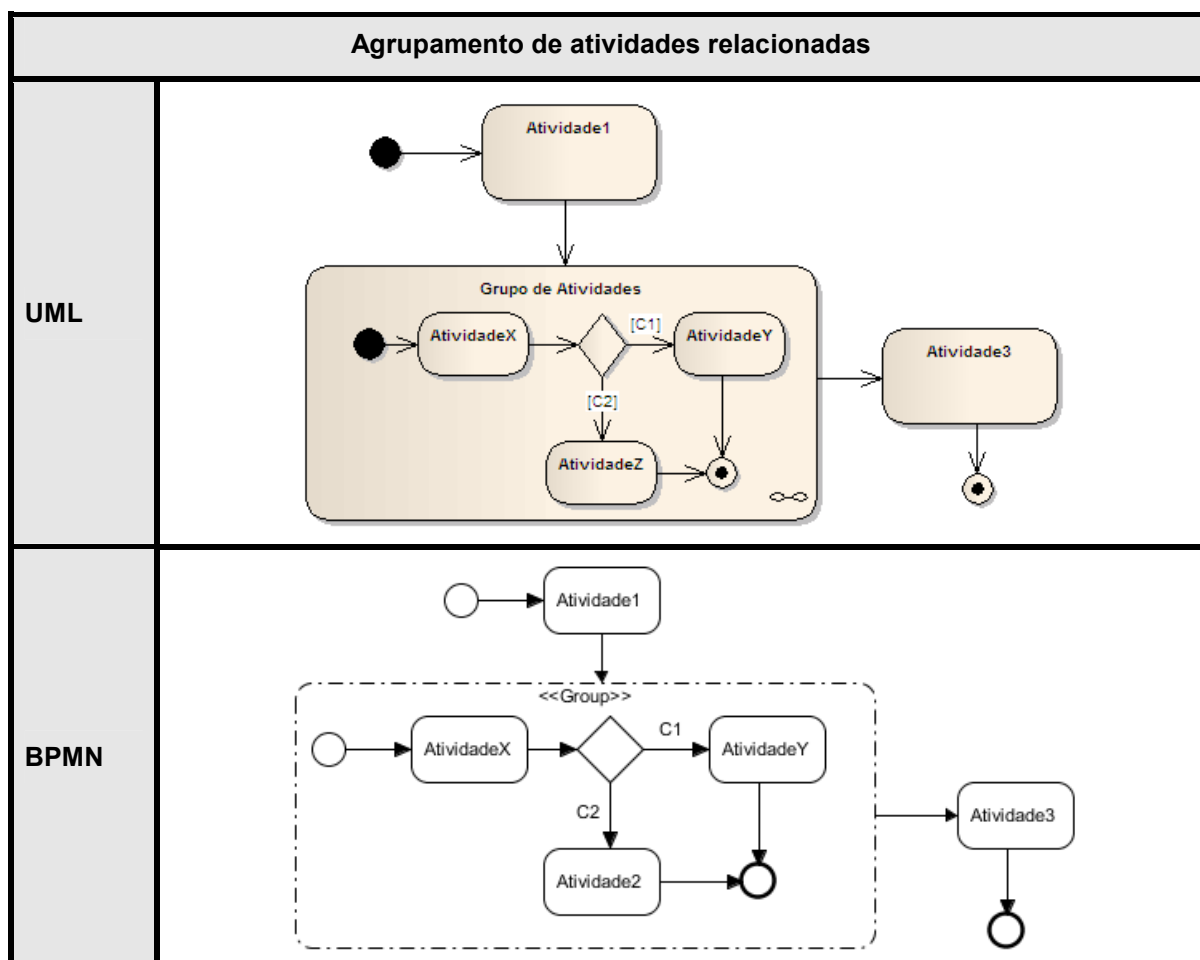 Agrupamento de atividades relacionadas
UML
Atividade1
Grupo de Atividades
AtividadeX
[C1]
AtividadeY
[C2]
AtividadeZ
Atividade3
BPMN
Atividade1
<<Group>>
AtividadeX
C1
AtividadeY
C2
Atividade2
Atividade3